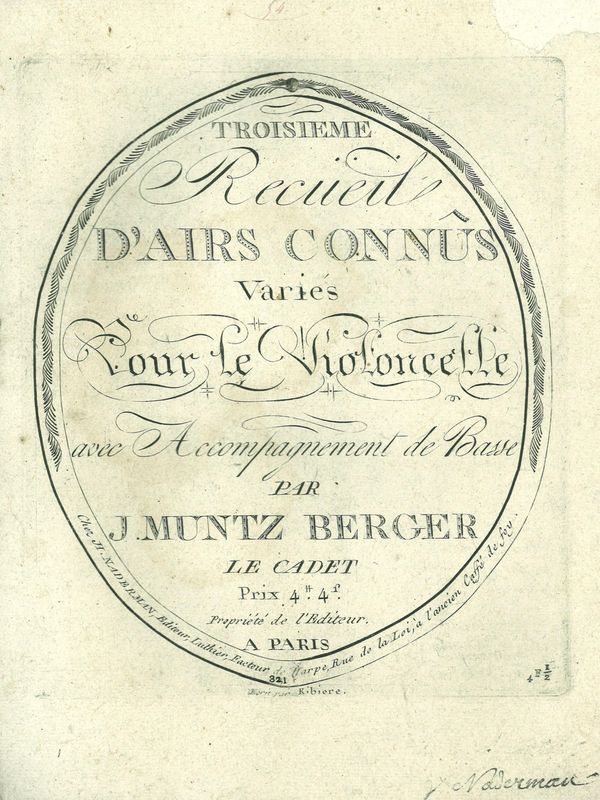 TROISIEME
Recueil
D'AIRS CONNÛS
Variés
Pour le Violoncelle
avec Accompagnement de Basse
PAR
J. MUNTZ BERGER
LE CADET
Prix 4.tt 4.f
Propriété de l'Editeur.
A PARIS
Chez H. NADERMAN, Editeur, Luthier, Facteur de Harpe, Rue de la Loi, à l'ancien Caffé de foy.
321
Ecrit par Ribiere.
4 F 1/2
Naderman